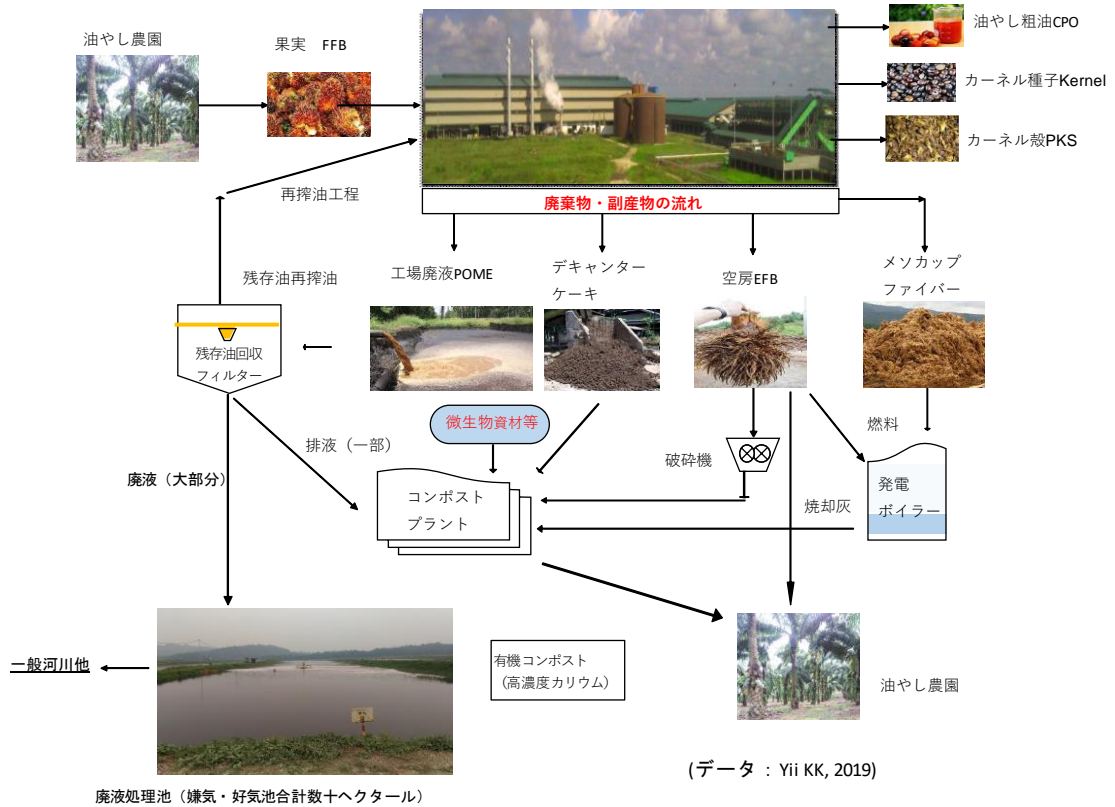 油やし農園
果実　FFB
油やし粗油CPO
カーネル種子Kernel
カーネル殻PKS
再搾油工程
廃棄物・副産物の流れ
残存油再搾油
工場廃液POME
デキャンター
ケーキ
空房EFB
メソカップ
ファイバー
残存油回収
フィルター
微生物資材等
排液（一部）
破砕機
燃料
廃液（大部分）
コンポスト
プラント
発電
ボイラー
焼却灰
一般河川他
有機コンポスト
（高濃度カリウム）
油やし農園
(データ：Yii KK, 2019)
廃液処理池（嫌気・好気池合計数十ヘクタール）